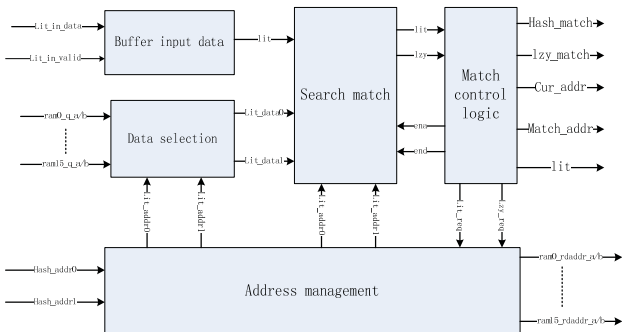 Lit_in_data
Lit_in_valid
Buffer input data
lit
Search match
lit
lzy
ena
end
Match
control
logic
Hash_match
lzy_match
Cur_addr
Match_addr
lit
ram0_q_a/b
ram15_q_a/b
Data selection
Lit_data0
Lit_data1
Lit_addr0
Lit_addr1
Lit_addr0
Lit_addr1
Lit_req
Lzy_req
Hash_addr0
Hash_addr1
Address management
ram0_rdaddr_a/b
ram15_rdaddr_a/b